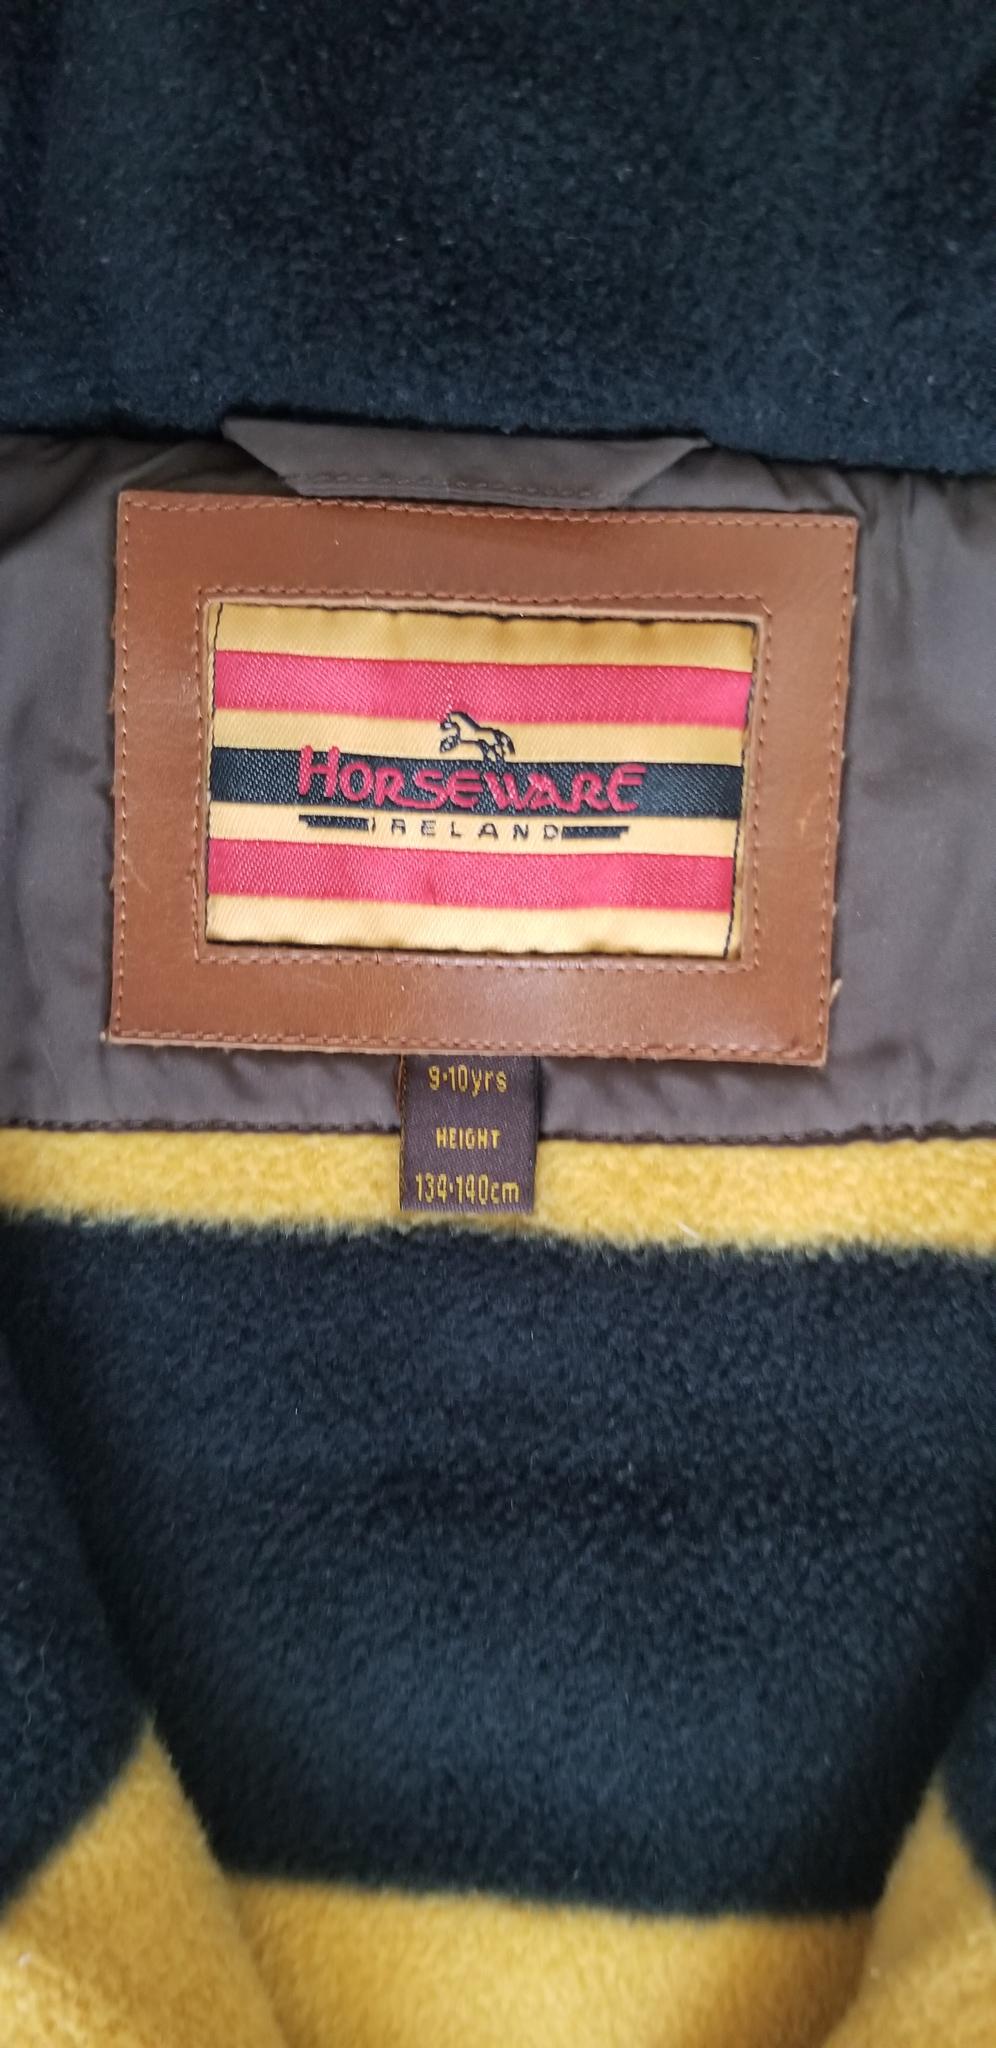 HORSEWARE
IRELAND
9-10yrs
HEIGHT
134-140cm